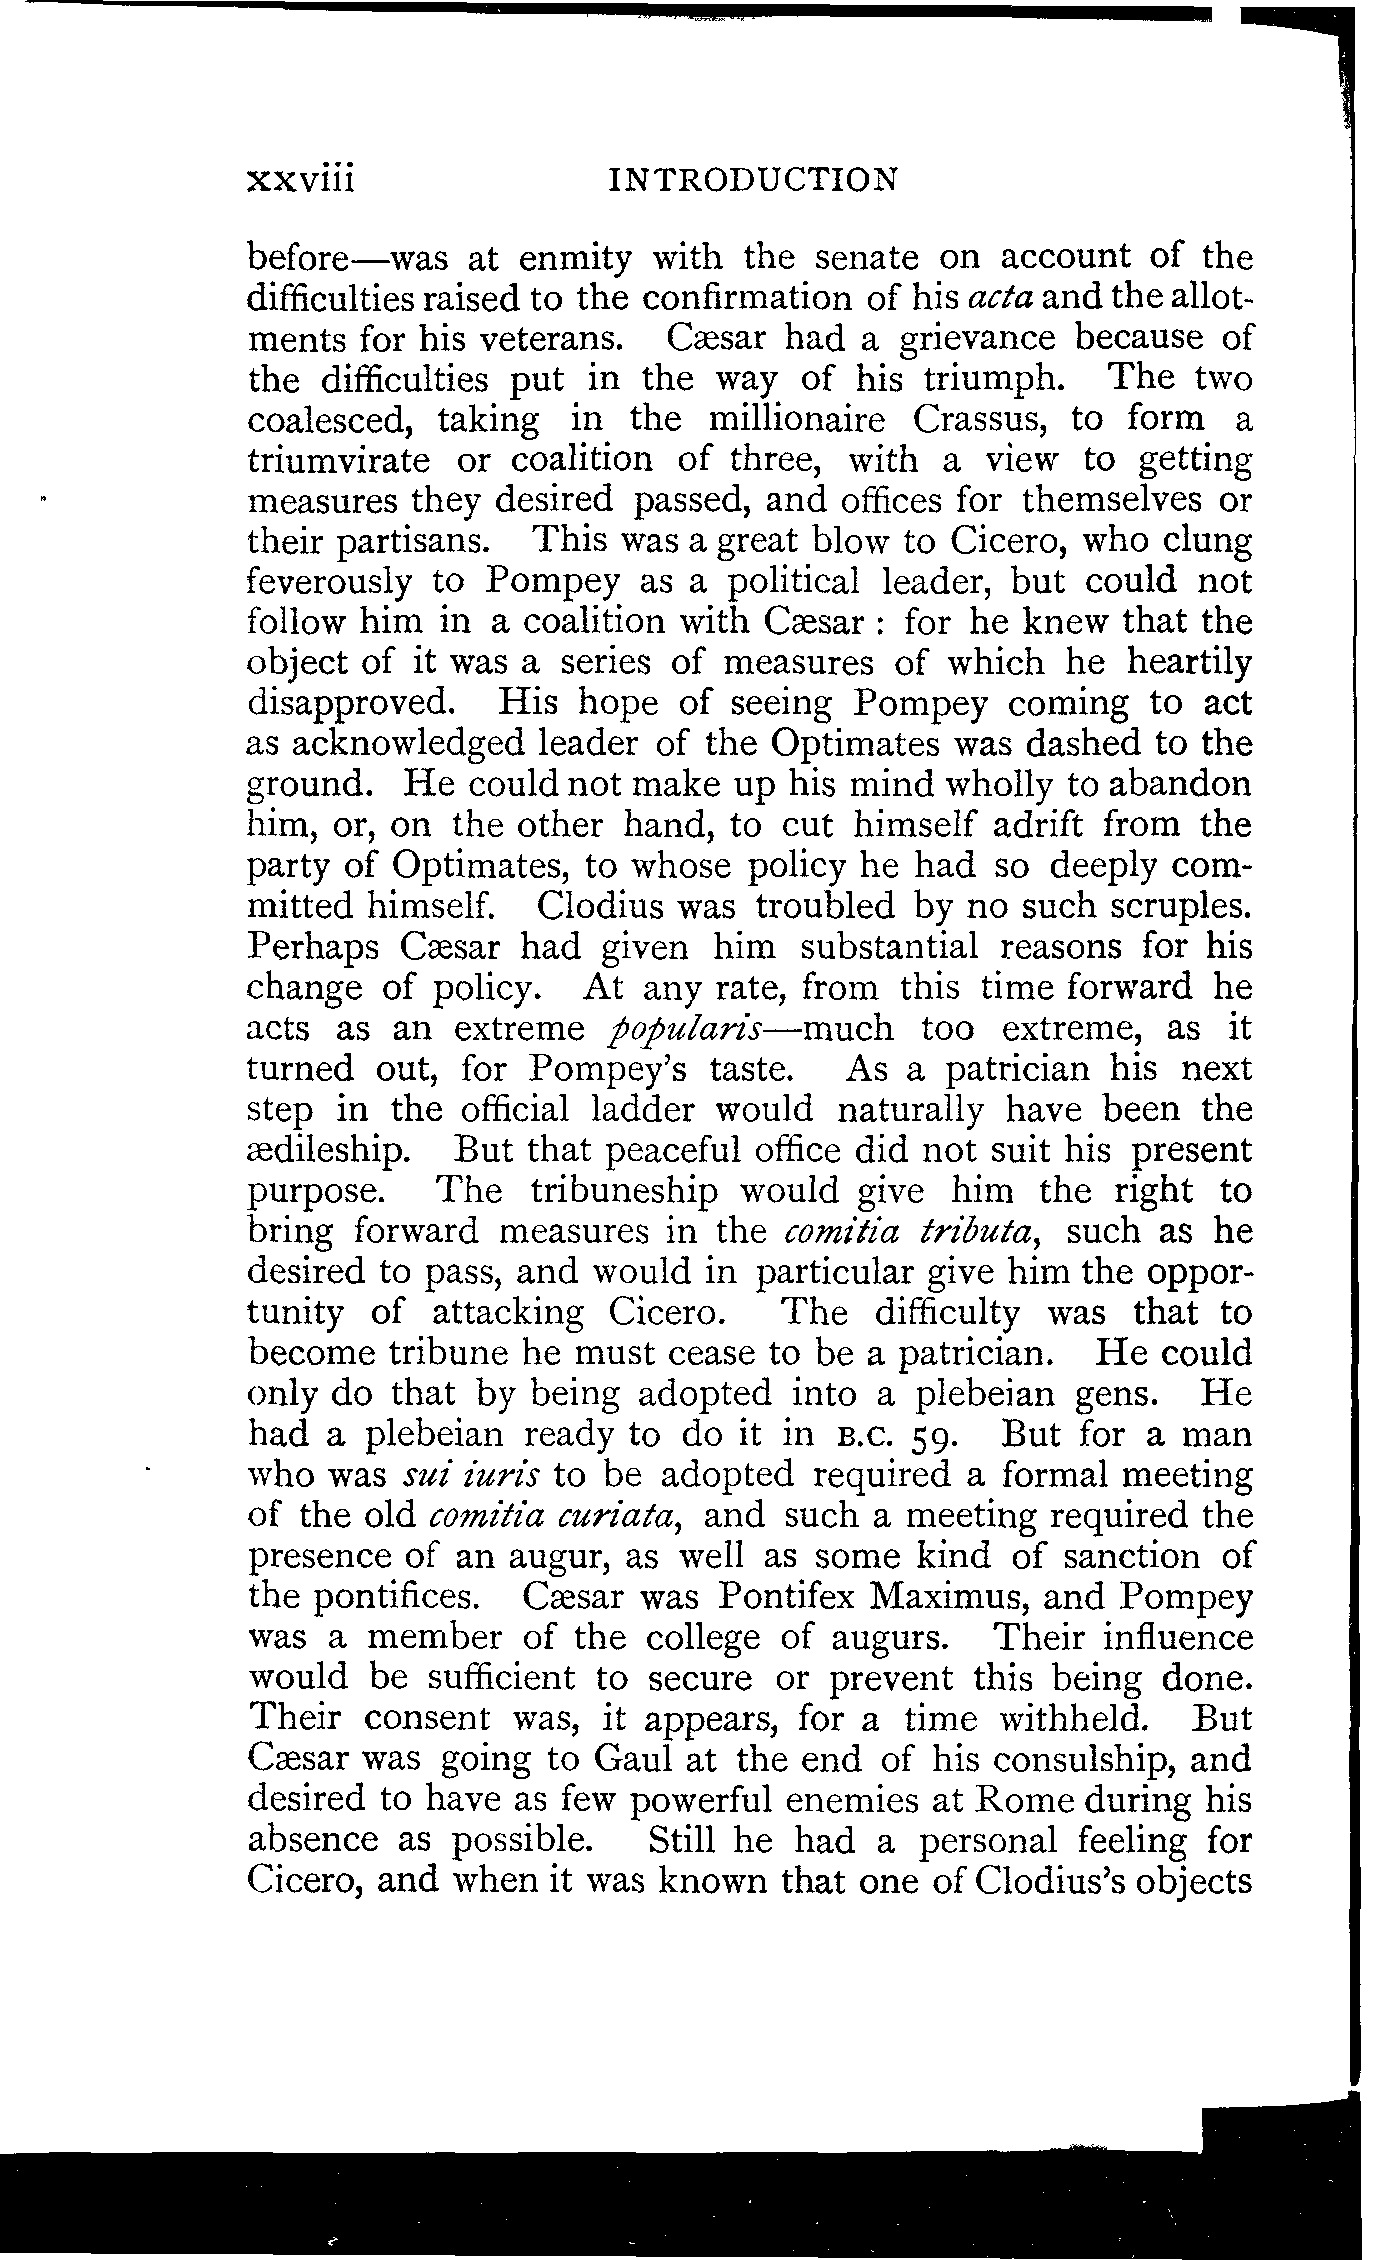 xxviii INTRODUCTION
before—was at enmity with the senate on account of the
difficulties raised to the confirmation of his acta and the allot-
ments for his veterans. Cæsar had a grievance because of
the difficulties put in the way of his triumph. The two
coalesced, taking in the millionaire Crassus, to form a
triumvirate or coalition of three, with a view to getting
measures they desired passed, and offices for themselves or
their partisans. This was a great blow to Cicero, who clung
feverously to Pompey as a political leader, but could not
follow him in a coalition with Cæsar : for he knew that the
object of it was a series of measures of which he heartily
disapproved. His hope of seeing Pompey coming to act
as acknowledged leader of the Optimates was dashed to the
ground. He could not make up his mind wholly to abandon
him, or, on the other hand, to cut himself adrift from the
party of Optimates, to whose policy he had so deeply com-
mitted himself. Clodius was troubled by no such scruples.
Perhaps Cæsar had given him substantial reasons for his
change of policy. At any rate, from this time forward he
acts as an extreme popularis—much too extreme, as it
turned out, for Pompey's taste. As a patrician his next
step in the official ladder would naturally have been the
ædileship. But that peaceful office did not suit his present
purpose. The tribuneship would give him the right to
bring forward measures in the comitia tributa, such as he
desired to pass, and would in particular give him the oppor-
tunity of attacking Cicero. The difficulty was that to
become tribune he must cease to be a patrician. He could
only do that by being adopted into a plebeian gens. He
had a plebeian ready to do it in B.C. 59. But for a man
who was sui iuris to be adopted required a formal meeting
of the old comitia curiata, and such a meeting required the
presence of an augur, as well as some kind of sanction of
the pontifices. Cæsar was Pontifex Maximus, and Pompey
was a member of the college of augurs. Their influence
would be sufficient to secure or prevent this being done.
Their consent was, it appears, for a time withheld. But
Cæsar was going to Gaul at the end of his consulship, and
desired to have as few powerful enemies at Rome during his
absence as possible. Still he had a personal feeling for
Cicero, and when it was known that one of Clodius's objects